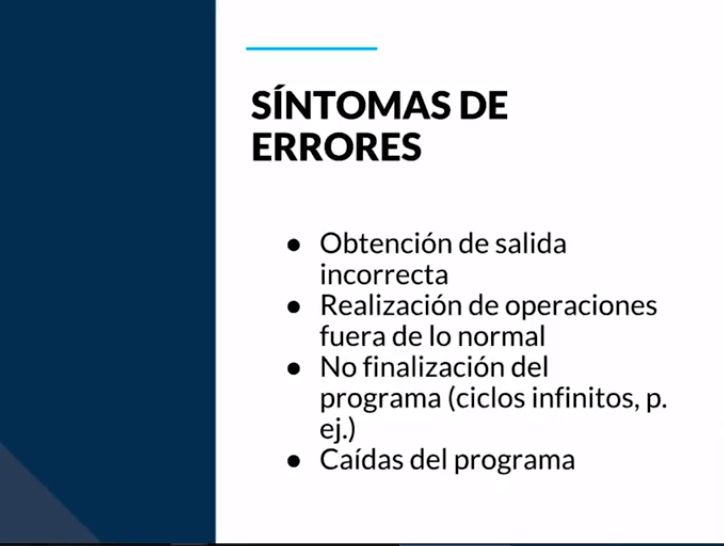 SÍNTOMAS DE
ERRORES
● Obtención de salida
incorrecta
● Realización de operaciones
fuera de lo normal
● No finalización del
programa (ciclos infinitos, p.
ej.)
● Caídas del programa